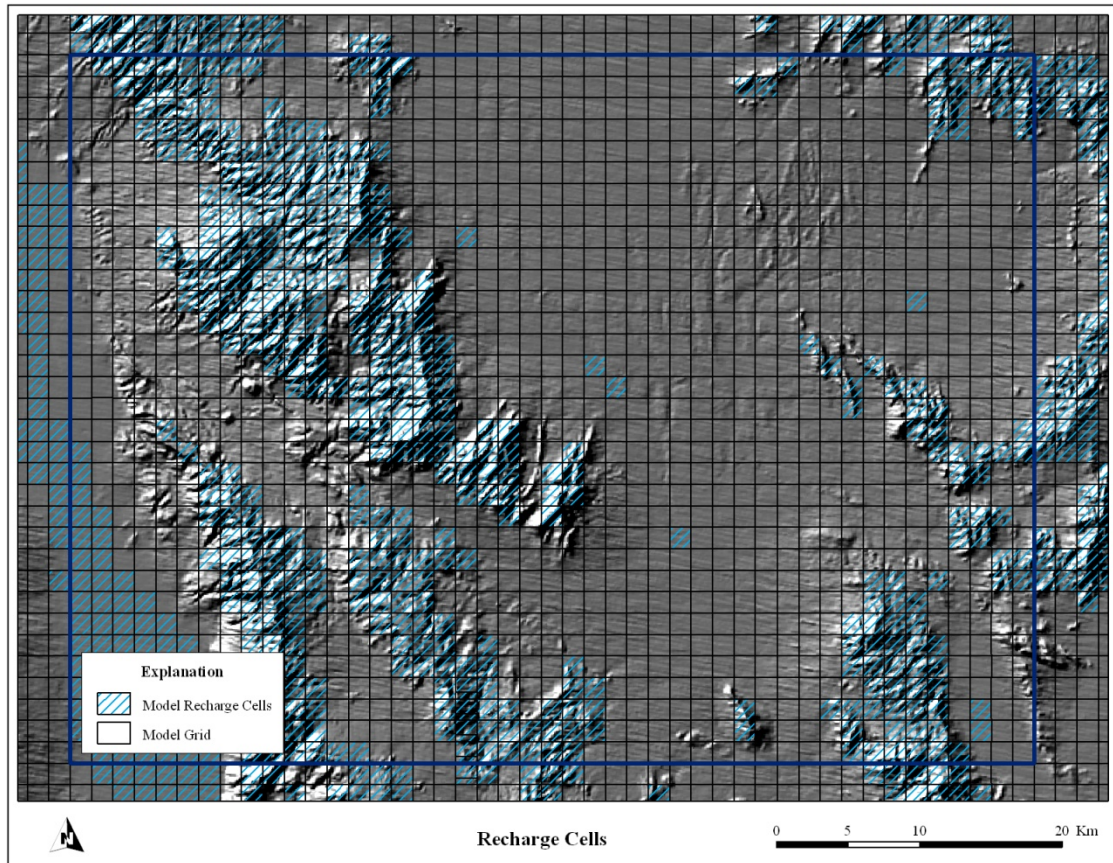 Explanation
Model Recharge Cells
Model Grid
N
Recharge Cells
0 5 10 20 Km